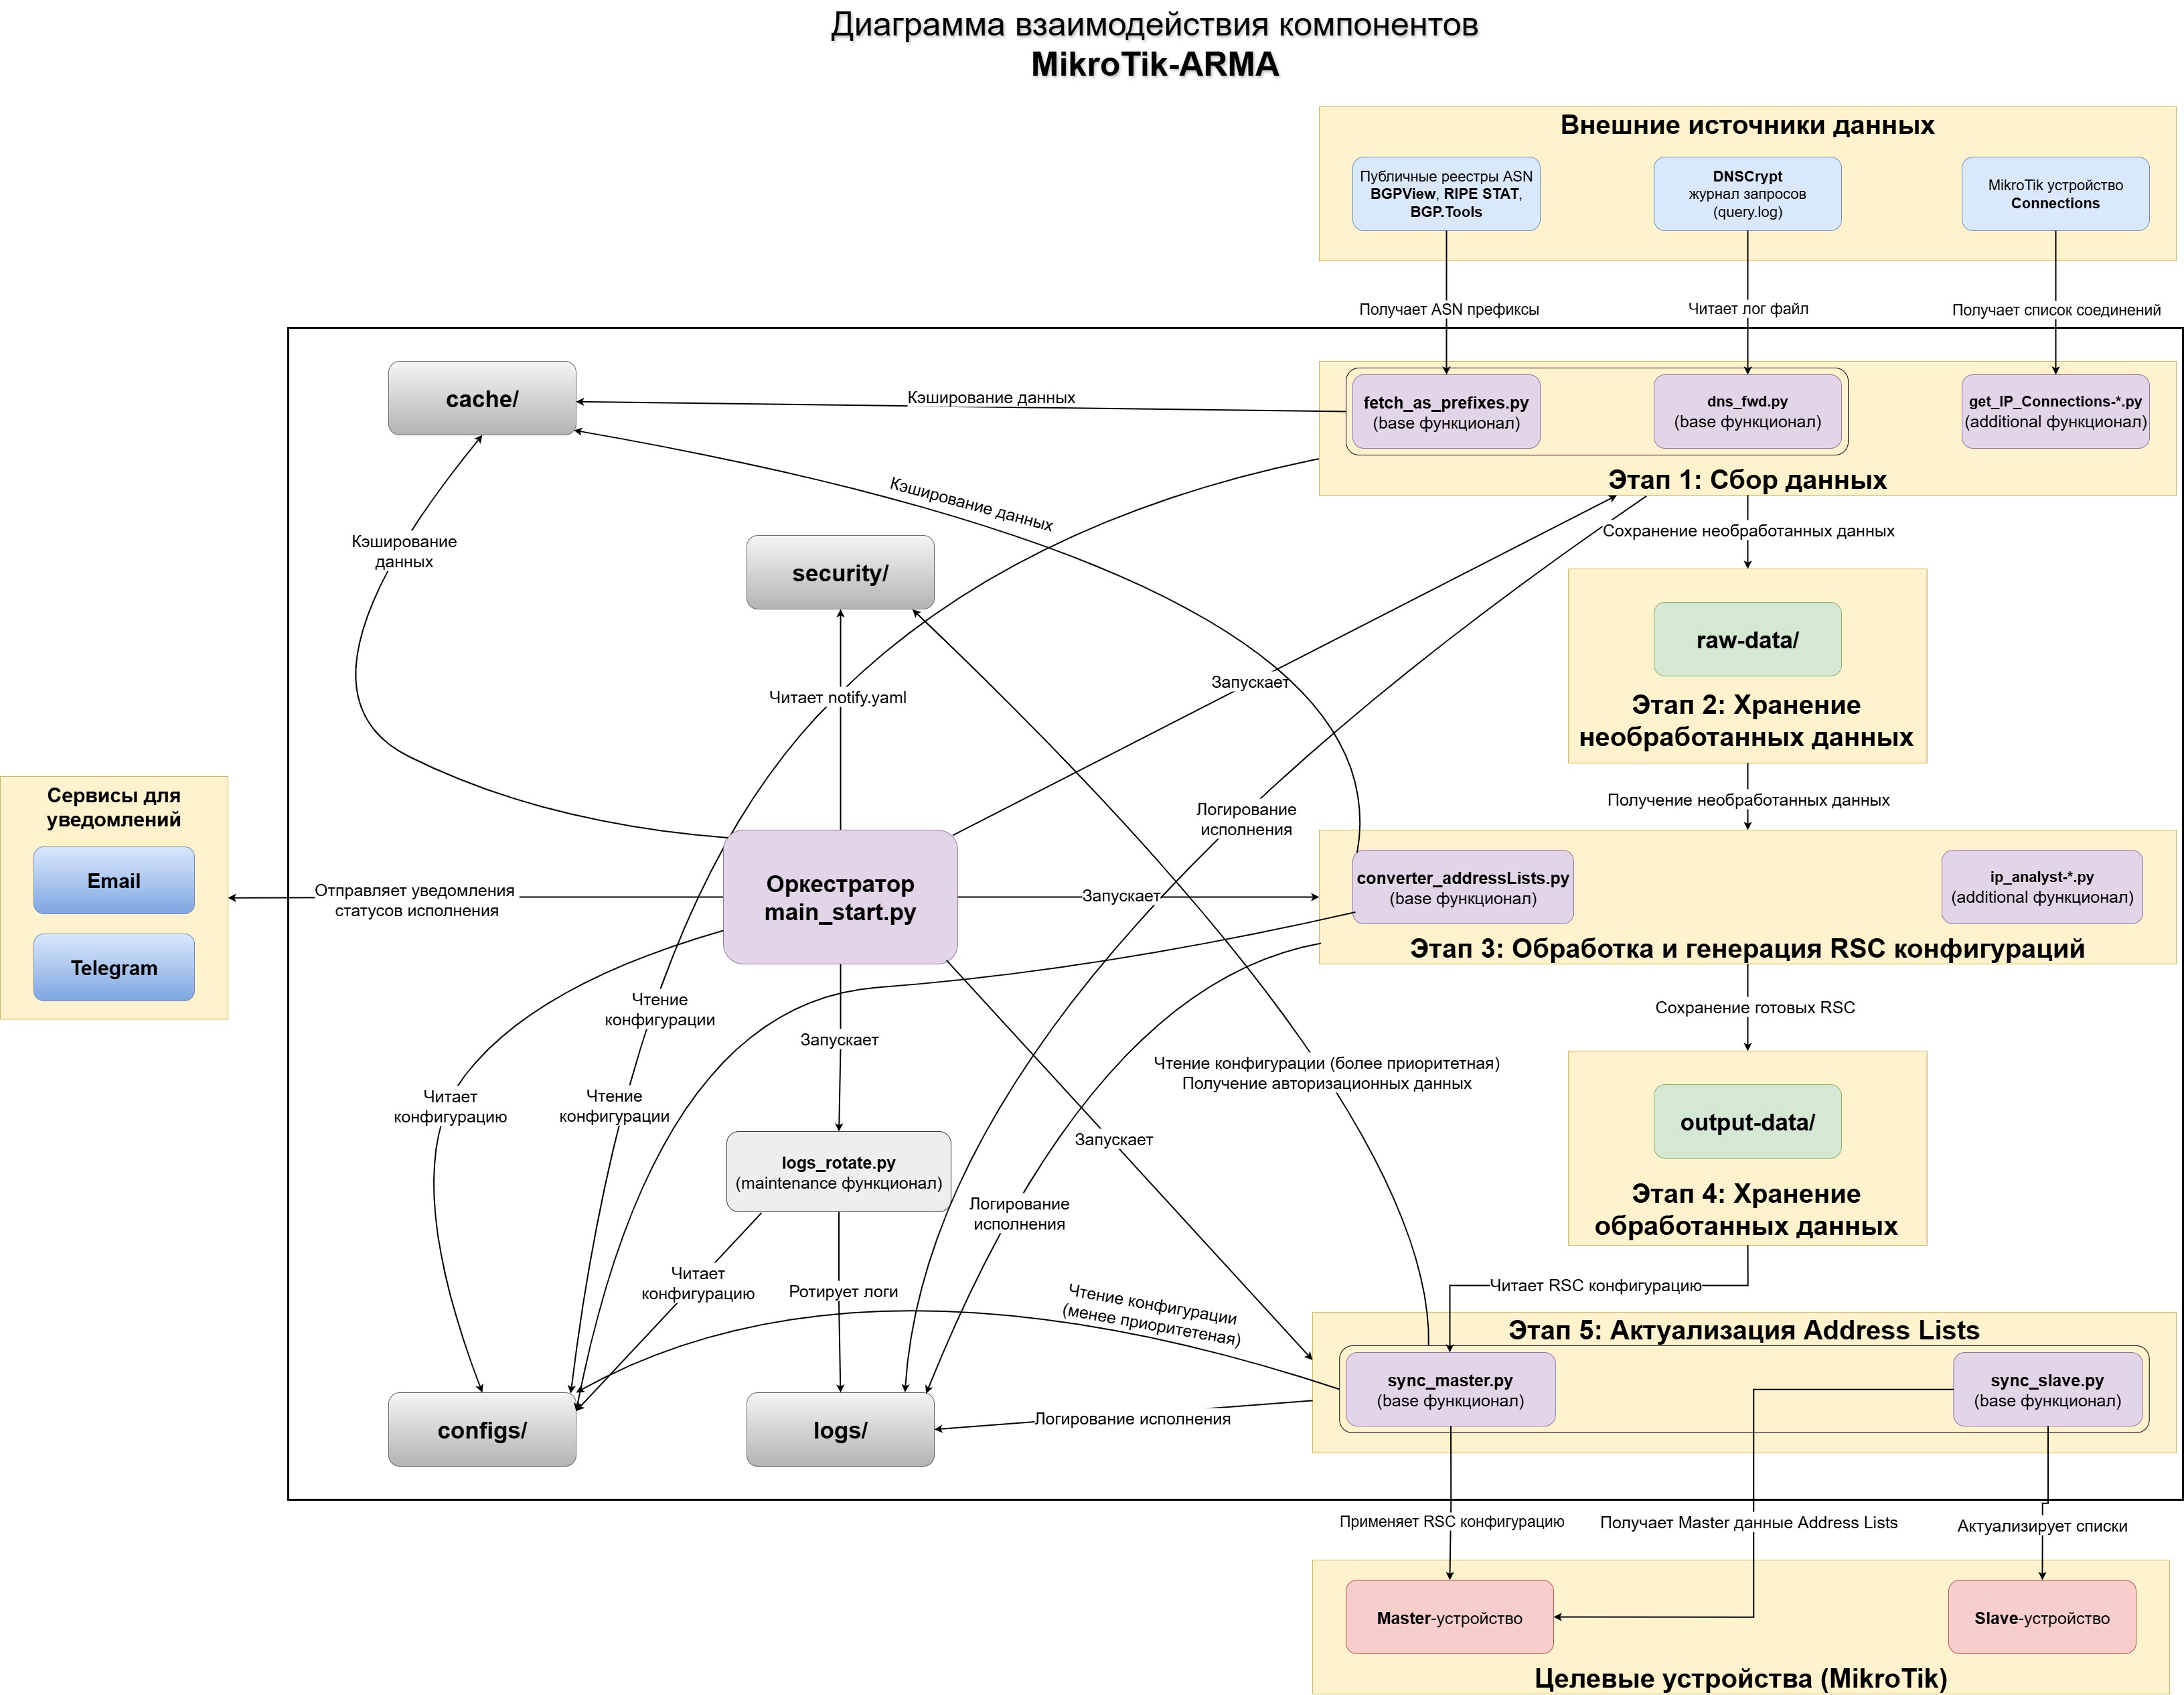 Диаграмма взаимодействия компонентов
MikroTik-ARMA
Внешние источники данных
Публичные реестры ASN
BGPView, RIPE STAT,
BGP.Tools
DNSCrypt
журнал запросов
(query.log)
MikroTik устройство
Connections
Получает ASN префиксы
Читает лог файл
Получает список соединений
cache/
Кэширование данных
fetch_as_prefixes.py
(base функционал)
dns_fwd.py
(base функционал)
get_IP_Connections-*.py
(additional функционал)
Этап 1: Сбор данных
Кэширование данных
Кэширование
данных
Сохранение необработанных данных
security/
raw-data/
Этап 2: Хранение
необработанных данных
Читает notify.yaml
Запускает
Получение необработанных данных
Логирование
исполнения
Сервисы для
уведомлений
Email
Telegram
Отправляет уведомления
статусов исполнения
Оркестратор
main_start.py
Запускает
converter_addressLists.py
(base функционал)
ip_analyst-*.py
(additional функционал)
Этап 3: Обработка и генерация RSC конфигураций
Чтение
конфигурации
Запускает
Сохранение готовых RSC
Чтение конфигурации (более приоритетная)
Получение авторизационных данных
Читает
конфигурацию
Чтение
конфигурации
Запускает
output-data/
Этап 4: Хранение
обработанных данных
logs_rotate.py
(maintenance функционал)
Логирование
исполнения
Читает
конфигурацию
Ротирует логи
Чтение конфигурации
(менее приоритетеная)
Читает RSC конфигурацию
Этап 5: Актуализация Address Lists
sync_master.py
(base функционал)
sync_slave.py
(base функционал)
configs/
logs/
Логирование исполнения
Применяет RSC конфигурацию
Получает Master данные Address Lists
Актуализирует списки
Master-устройство
Slave-устройство
Целевые устройства (MikroTik)